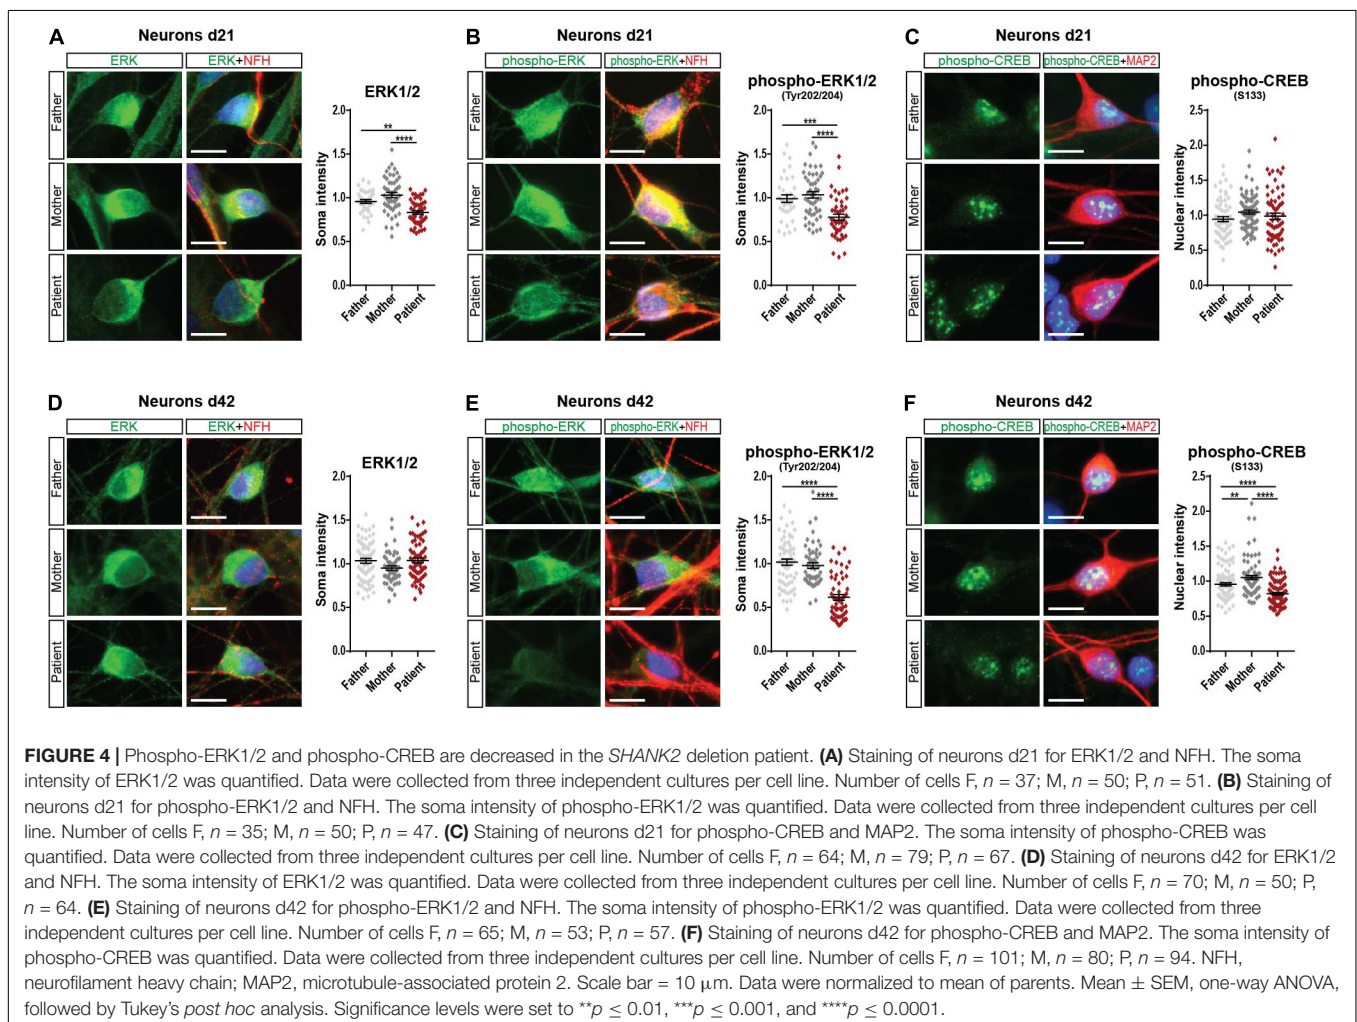 A
Neurons d21
ERK
ERK+NFH
Father
Mother
Patient
ERK1/2
Soma intensity
2.0
1.5
1.0
0.5
0.0
**
****
Father
Mother
Patient
B
Neurons d21
phospho-ERK
phospho-ERK+NFH
Father
Mother
Patient
phospho-ERK1/2
(Tyr202/204)
Soma intensity
2.0
1.5
1.0
0.5
0.0
***
****
Father
Mother
Patient
C
Neurons d21
phospho-CREB
phospho-CREB+MAP2
Father
Mother
Patient
phospho-CREB
(S133)
Nuclear intensity
2.5
2.0
1.5
1.0
0.5
0.0
Father
Mother
Patient
D
Neurons d42
ERK
ERK+NFH
Father
Mother
Patient
ERK1/2
Soma intensity
2.0
1.5
1.0
0.5
0.0
Father
Mother
Patient
E
Neurons d42
phospho-ERK
phospho-ERK+NFH
Father
Mother
Patient
phospho-ERK1/2
(Tyr202/204)
Soma intensity
2.0
1.5
1.0
0.5
0.0
****
****
Father
Mother
Patient
F
Neurons d42
phospho-CREB
phospho-CREB+MAP2
Father
Mother
Patient
phospho-CREB
(S133)
Nuclear intensity
2.5
2.0
1.5
1.0
0.5
0.0
****
** ****
Father
Mother
Patient
FIGURE 4 | Phospho-ERK1/2 and phospho-CREB are decreased in the SHANK2 deletion patient. (A) Staining of neurons d21 for ERK1/2 and NFH. The soma
intensity of ERK1/2 was quantified. Data were collected from three independent cultures per cell line. Number of cells F, n = 37; M, n = 50; P, n = 51. (B) Staining of
neurons d21 for phospho-ERK1/2 and NFH. The soma intensity of phospho-ERK1/2 was quantified. Data were collected from three independent cultures per cell
line. Number of cells F, n = 35; M, n = 50; P, n = 47. (C) Staining of neurons d21 for phospho-CREB and MAP2. The soma intensity of phospho-CREB was
quantified. Data were collected from three independent cultures per cell line. Number of cells F, n = 64; M, n = 79; P, n = 67. (D) Staining of neurons d42 for ERK1/2
and NFH. The soma intensity of ERK1/2 was quantified. Data were collected from three independent cultures per cell line. Number of cells F, n = 70; M, n = 50; P,
n = 64. (E) Staining of neurons d42 for phospho-ERK1/2 and NFH. The soma intensity of phospho-ERK1/2 was quantified. Data were collected from three
independent cultures per cell line. Number of cells F, n = 65; M, n = 53; P, n = 57. (F) Staining of neurons d42 for phospho-CREB and MAP2. The soma intensity of
phospho-CREB was quantified. Data were collected from three independent cultures per cell line. Number of cells F, n = 101; M, n = 80; P, n = 94. NFH,
neurofilament heavy chain; MAP2, microtubule-associated protein 2. Scale bar = 10 μm. Data were normalized to mean of parents. Mean ± SEM, one-way ANOVA,
followed by Tukey's post hoc analysis. Significance levels were set to **p ≤ 0.01, ***p ≤ 0.001, and ****p ≤ 0.0001.